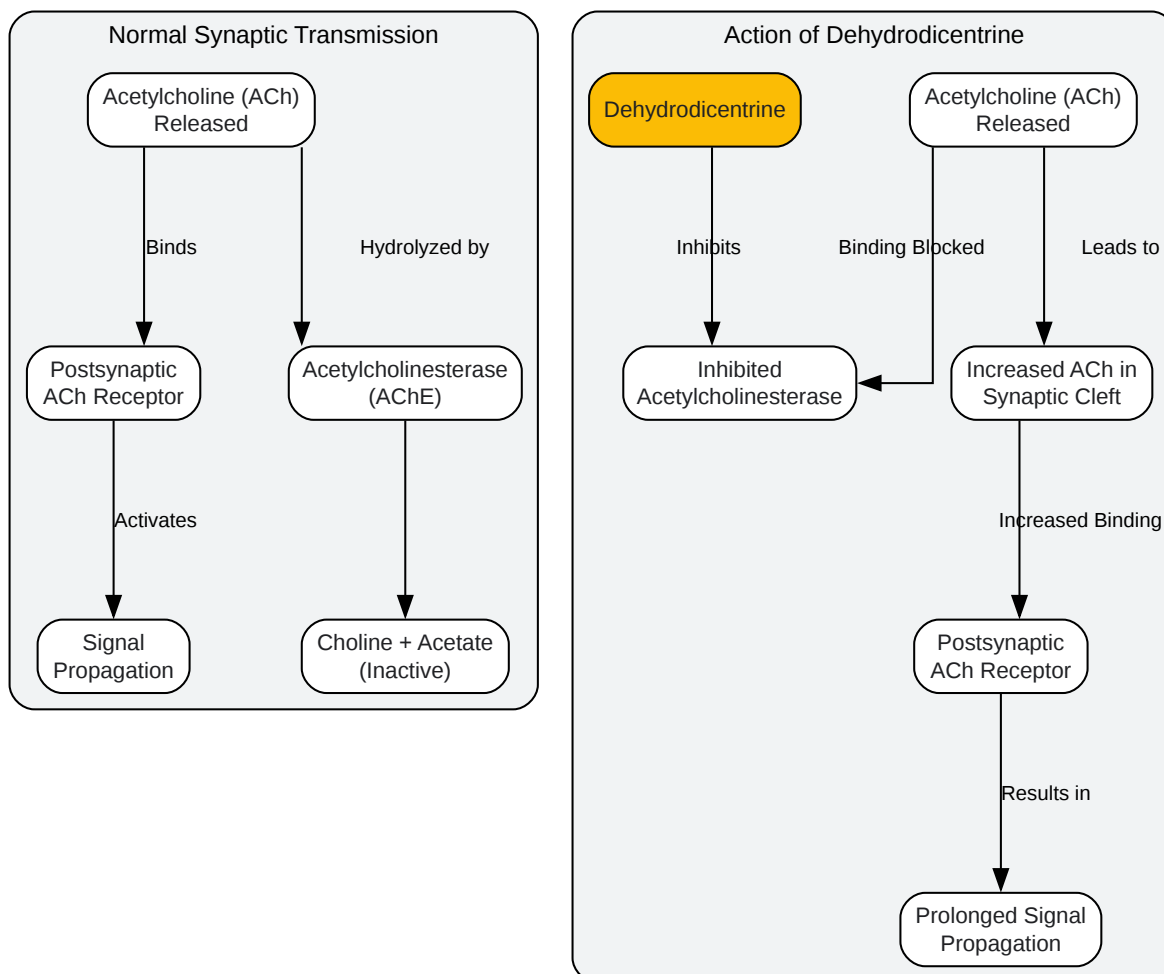 Normal Synaptic Transmission
Acetylcholine (ACh)
Released
Binds
Hydrolyzed by
Postsynaptic
ACh Receptor
Acetylcholinesterase
(AChE)
Activates
Signal
Propagation
Choline + Acetate
(Inactive)
Action of Dehydrodicentrine
Dehydrodicentrine
Acetylcholine (ACh)
Released
Inhibits
Binding Blocked
Leads to
Inhibited
Acetylcholinesterase
Increased ACh in
Synaptic Cleft
Increased Binding
Postsynaptic
ACh Receptor
Results in
Prolonged Signal
Propagation